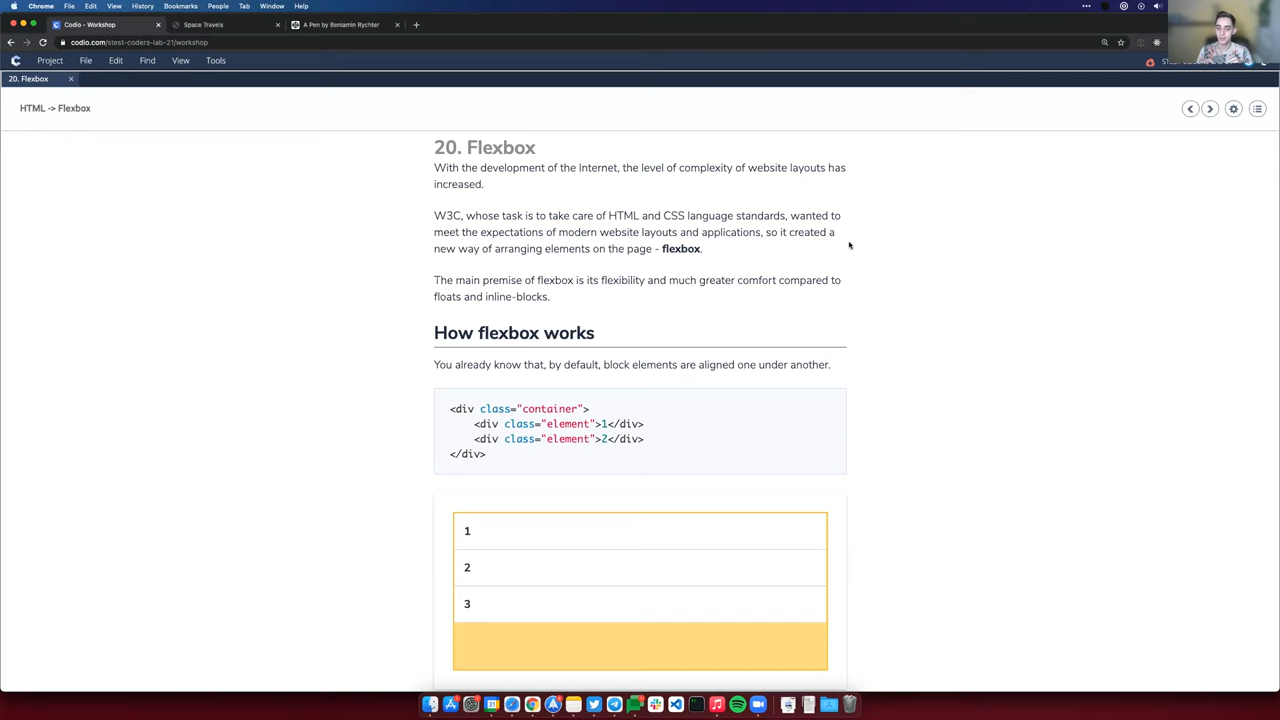 Chrome File Edit View History Bookmarks People Tab Window Help
Codio - Workshop
Space Travels
A Pen by Beniamin Rychter
codio.com/stest-coders-lab-21/workshop
Project File Edit Find View Tools
20. Flexbox
HTML -> Flexbox
20. Flexbox
With the development of the Internet, the level of complexity of website layouts has
increased.
W3C, whose task is to take care of HTML and CSS language standards, wanted to
meet the expectations of modern website layouts and applications, so it created a
new way of arranging elements on the page - flexbox.
The main premise of flexbox is its flexibility and much greater comfort compared to
floats and inline-blocks.
How flexbox works
You already know that, by default, block elements are aligned one under another.
<div class="container">
<div class="element">1</div>
<div class="element">2</div>
</div>
1
2
3